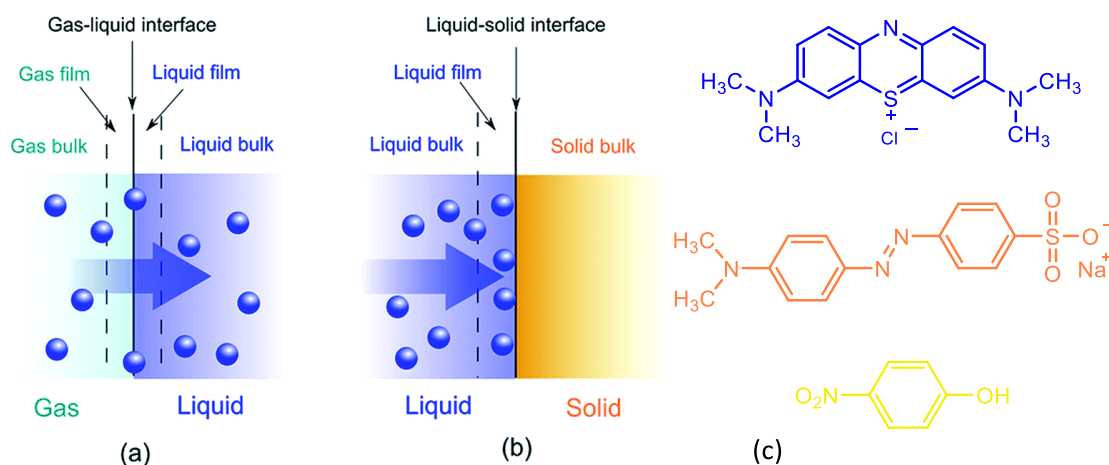 Gas-liquid interface
Gas film
Liquid film
Gas bulk
Liquid bulk
Gas
Liquid
(a)
Liquid-solid interface
Liquid film
Liquid bulk
Solid bulk
Liquid
Solid
(b)
N
H₃C
CH₃
N
S
+
N
CH₃
Cl⁻
CH₃
O
H₃C
N
S
O⁻
N
N
O
Na⁺
H₃C
O₂N
OH
(c)